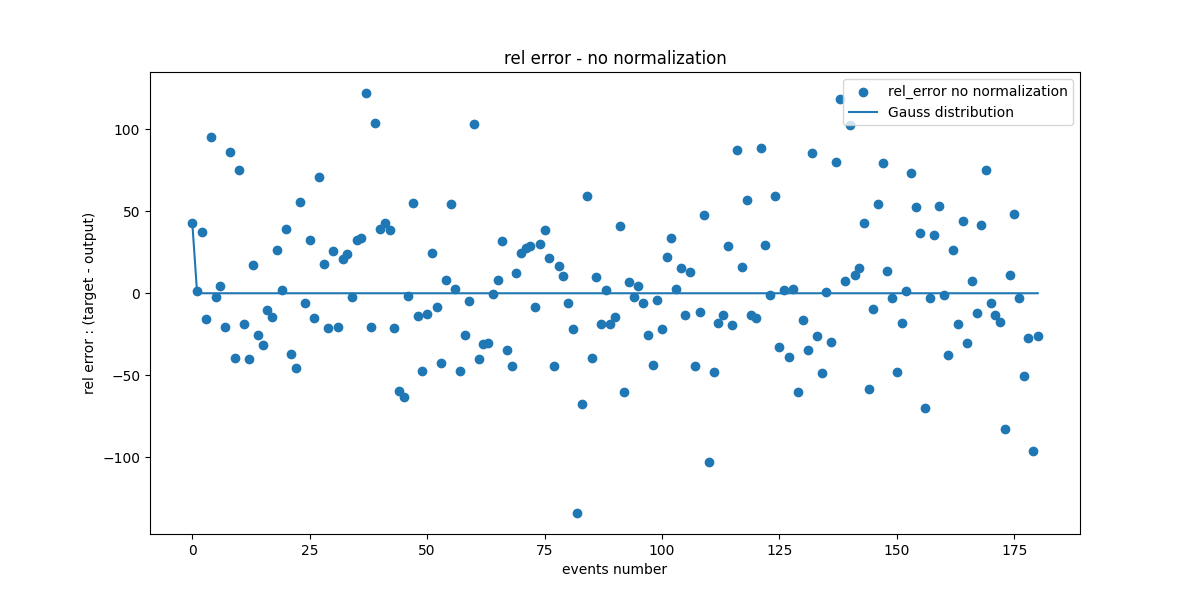 rel error - no normalization
rel_error no normalization
Gauss distribution
rel error : (target - output)
100
50
0
−50
−100
0 25 50 75 100 125 150 175
events number